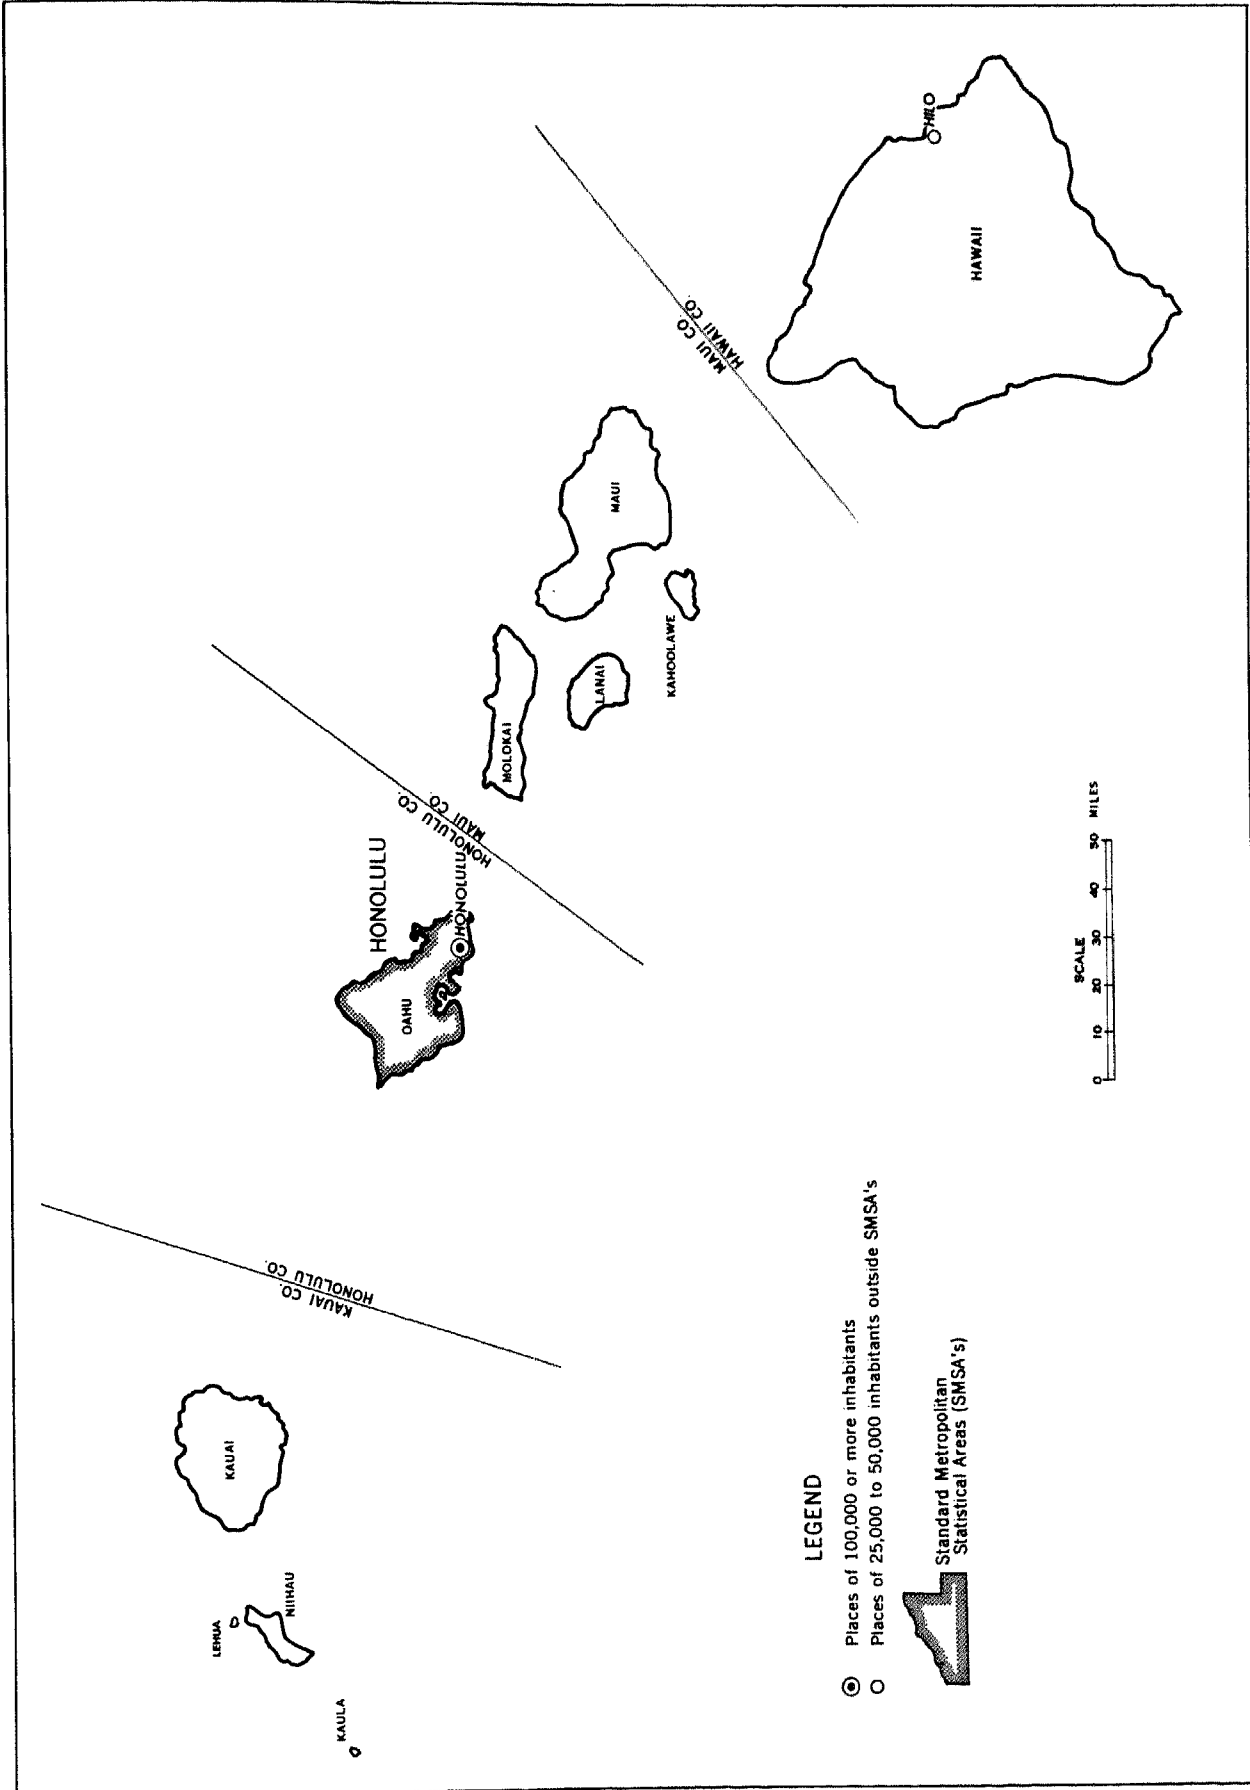 LEHUA
NIIHAU
KAULA
KAUAI
KAUAI CO.
HONOLULU CO.
HONOLULU
OAHU
HONOLULU
HONOLULU CO.
MAUI CO.
MOLOKAI
LANAI
MAUI
KAHOOLAWE
MAUI CO.
HAWAII CO.
HAWAII
HILO
LEGEND
Places of 100,000 or more inhabitants
Places of 25,000 to 50,000 inhabitants outside SMSA's
Standard Metropolitan
Statistical Areas (SMSA's)
SCALE
0 10 20 30 40 50 MILES